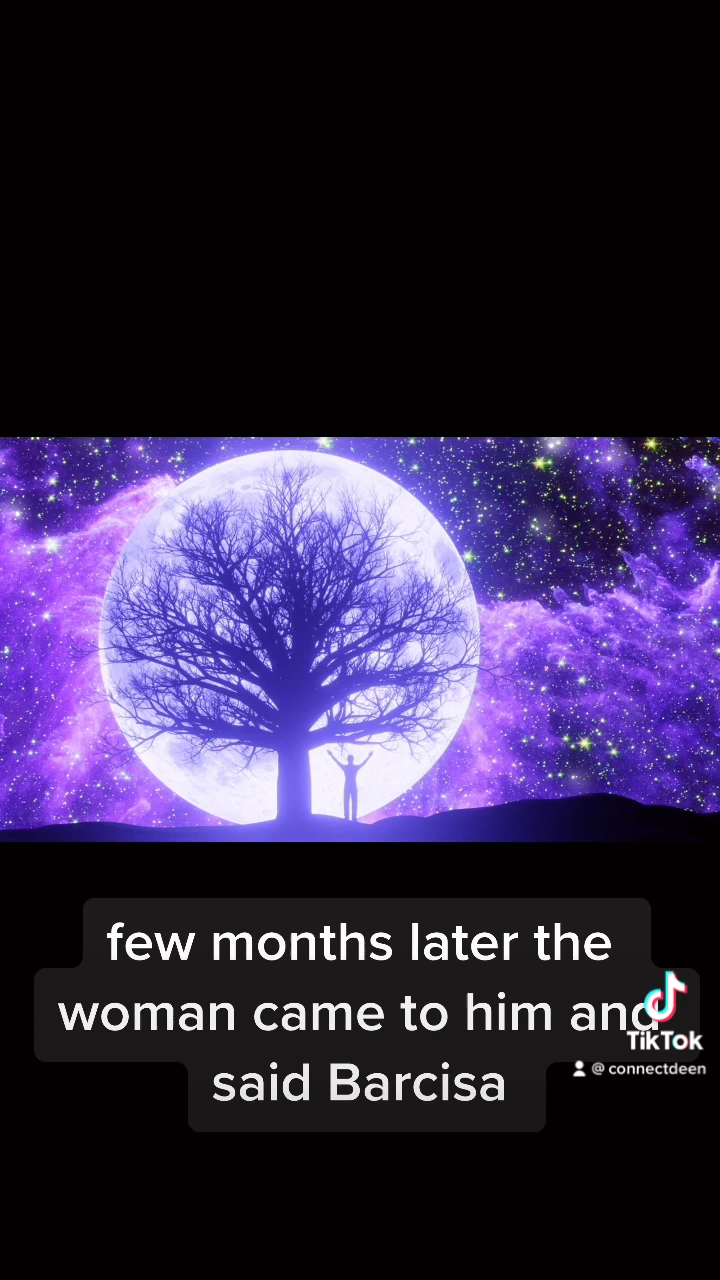 few months later the
woman came to him and
said Barcisa
TikTok
@ connectdeen